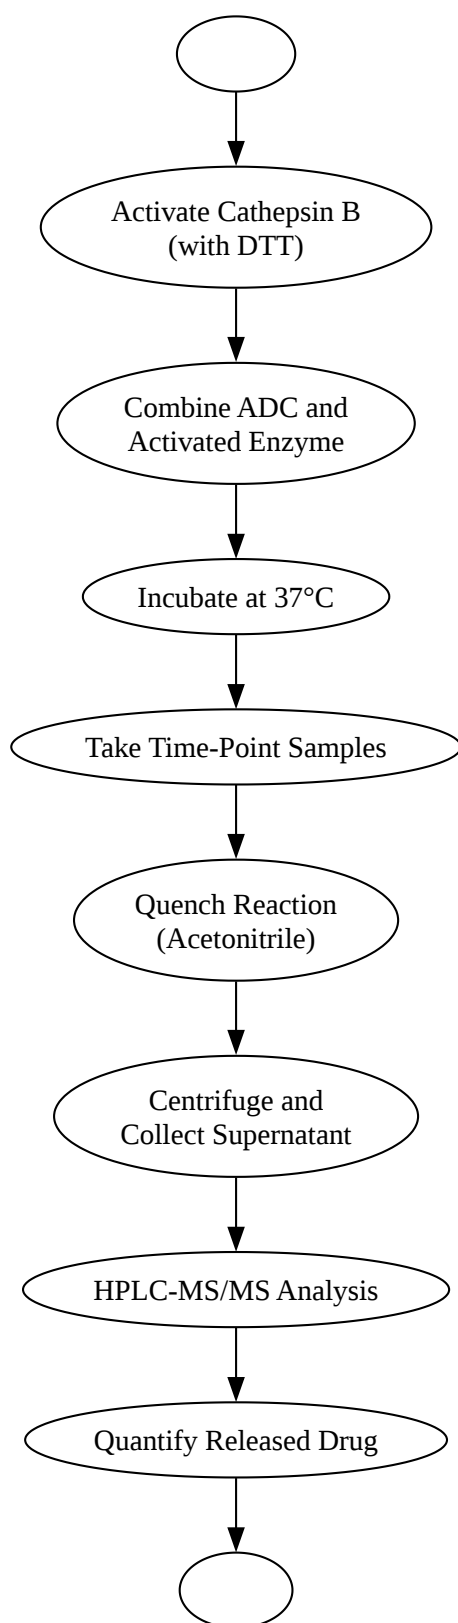 Activate Cathepsin B
(with DTT)
Combine ADC and
Activated Enzyme
Incubate at 37°C
Take Time-Point Samples
Quench Reaction
(Acetonitrile)
Centrifuge and
Collect Supernatant
HPLC-MS/MS Analysis
Quantify Released Drug